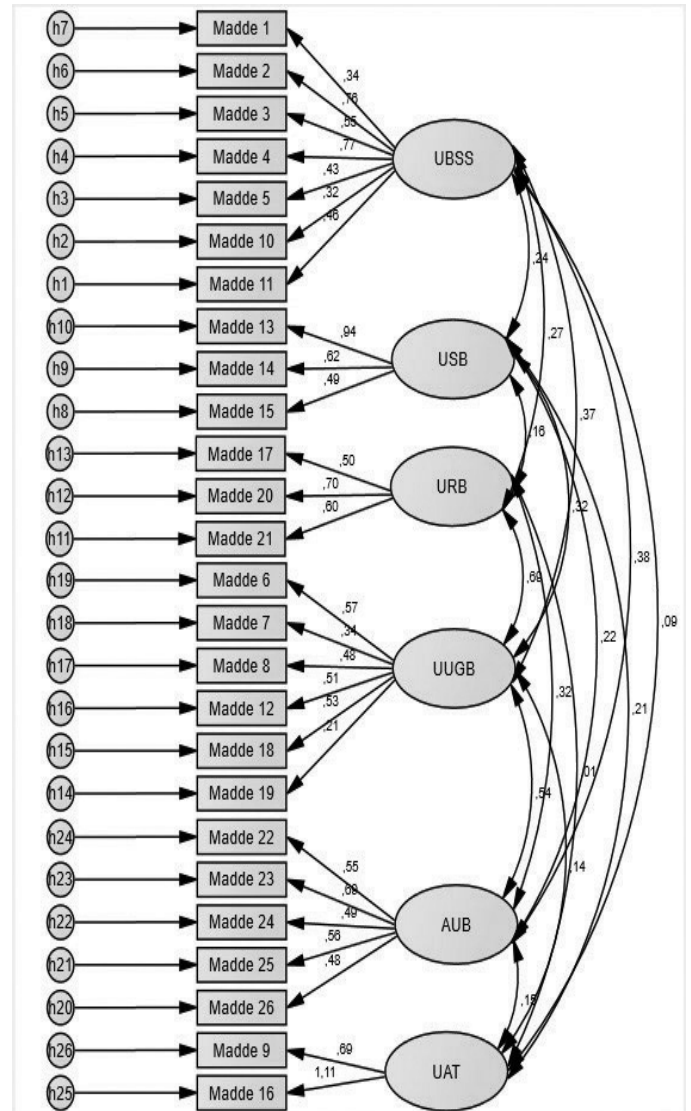 h7 Madde 1
h6 Madde 2
h5 Madde 3
h4 Madde 4
h3 Madde 5
h2 Madde 10
h1 Madde 11
h10 Madde 13
h9 Madde 14
h8 Madde 15
h13 Madde 17
h12 Madde 20
h11 Madde 21
h19 Madde 6
h18 Madde 7
h17 Madde 8
h16 Madde 12
h15 Madde 18
h14 Madde 19
h24 Madde 22
h23 Madde 23
h22 Madde 24
h21 Madde 25
h20 Madde 26
h26 Madde 9
h25 Madde 16
,34
,76
,55
,77
,43
,32
,46
UBSS
,94
,62
,49
USB
,50
,70
,60
URB
,57
,34
,48
,51
,53
,21
UUGB
,55
,69
,49
,56
,48
AUB
,69
1,11
UAT
,24
,27
,37
,16
,32
,38
,09
,69
,22
,32
,21
,01
,54
,14
,15